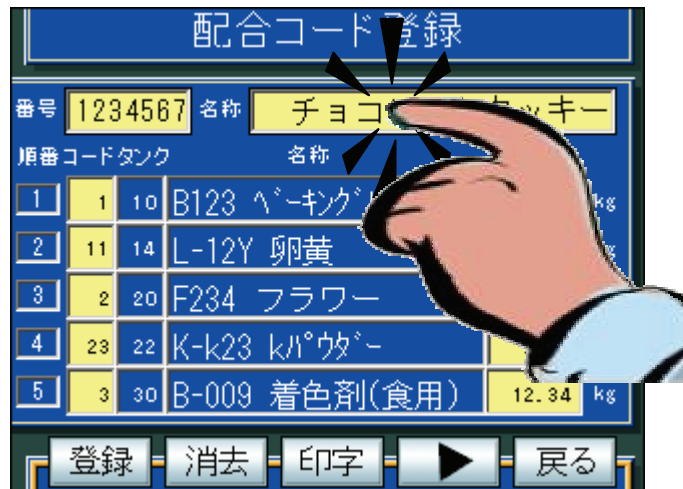 配合コード登録
番号 1234567 名称 チョコ ッキー
順番 コード タンク 名称
1 1 10 B123 ﾍﾞｰｷﾝｸﾞ kg
2 11 14 L-12Y 卵黄
3 2 20 F234 フラワー
4 23 22 K-k23 kﾊﾟｳﾀﾞｰ
5 3 30 B-009 着色剤(食用) 12.34 kg
登録 消去 印字 ▶ 戻る